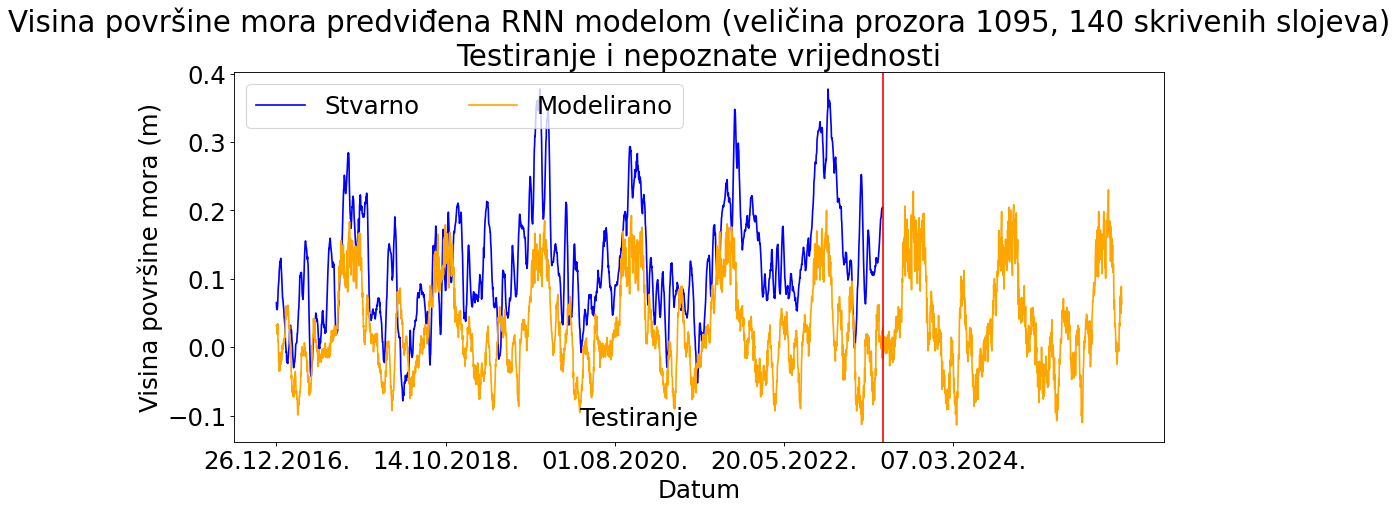 Visina površine mora predviđena RNN modelom (veličina prozora 1095, 140 skrivenih slojeva)
Testiranje i nepoznate vrijednosti
Visina površine mora (m)
0.4
0.3
0.2
0.1
0.0
−0.1
Stvarno Modelirano
Testiranje
26.12.2016. 14.10.2018. 01.08.2020. 20.05.2022. 07.03.2024.
Datum